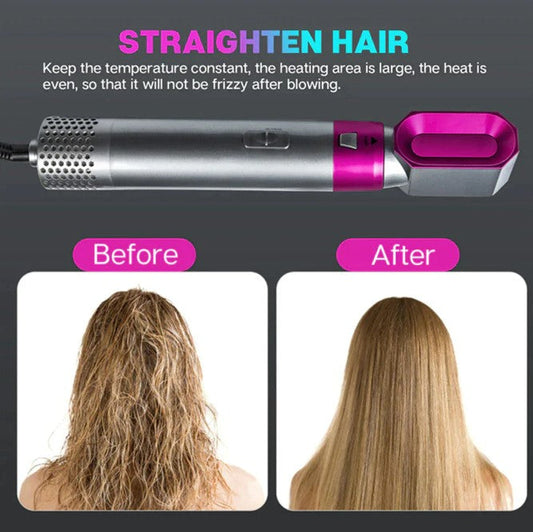 STRAIGHTEN HAIR
Keep the temperature constant, the heating area is large, the heat is
even, so that it will not be frizzy after blowing.
Before
After